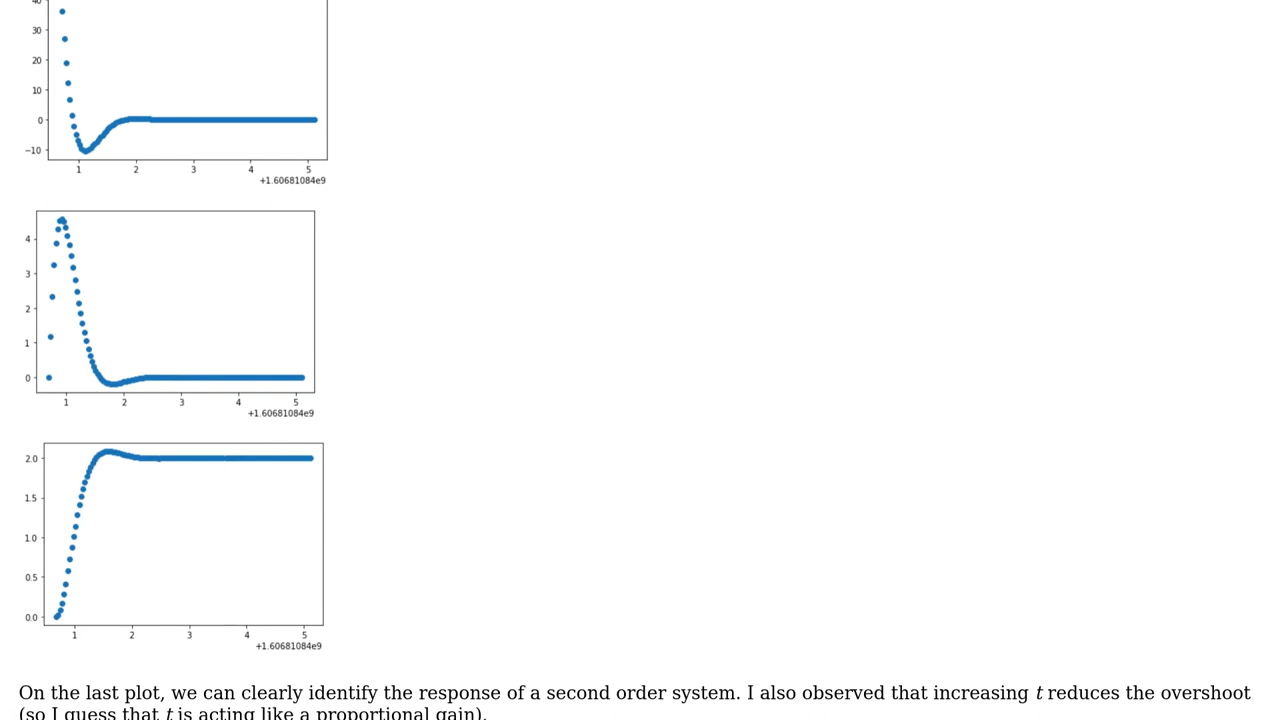 40
30
20
10
0
−10
1 2 3 4 5
+1.60681084e9
4
3
2
1
0
1 2 3 4 5
+1.60681084e9
2.0
1.5
1.0
0.5
0.0
1 2 3 4 5
+1.60681084e9
On the last plot, we can clearly identify the response of a second order system. I also observed that increasing t reduces the overshoot
(so I guess that t is acting like a proportional gain).